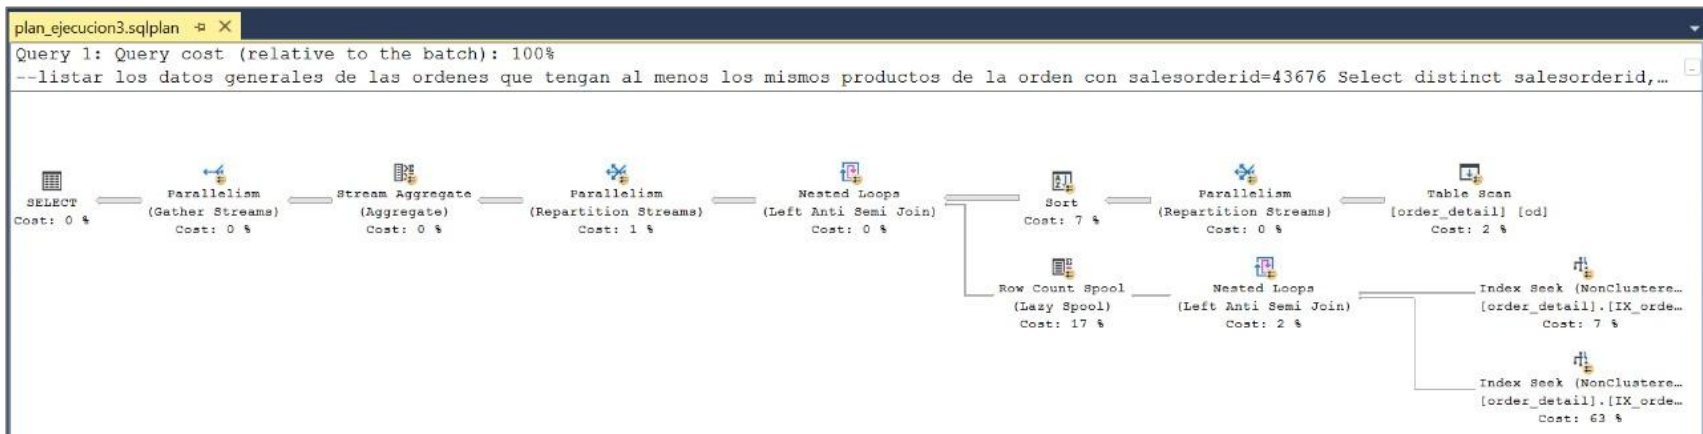 plan_ejecucion3.sqlplan
Query 1: Query cost (relative to the batch): 100%
--listar los datos generales de las ordenes que tengan al menos los mismos productos de la orden con salesorderid=43676 Select distinct salesorderid,…
SELECT
Cost: 0 %
Parallelism
(Gather Streams)
Cost: 0 %
Stream Aggregate
(Aggregate)
Cost: 0 %
Parallelism
(Repartition Streams)
Cost: 1 %
Nested Loops
(Left Anti Semi Join)
Cost: 0 %
Sort
Cost: 7 %
Parallelism
(Repartition Streams)
Cost: 0 %
Table Scan
[order_detail] [od]
Cost: 2 %
Row Count Spool
(Lazy Spool)
Cost: 17 %
Nested Loops
(Left Anti Semi Join)
Cost: 2 %
Index Seek (NonClustere…
[order_detail].[IX_orde…
Cost: 7 %
Index Seek (NonClustere…
[order_detail].[IX_orde…
Cost: 63 %